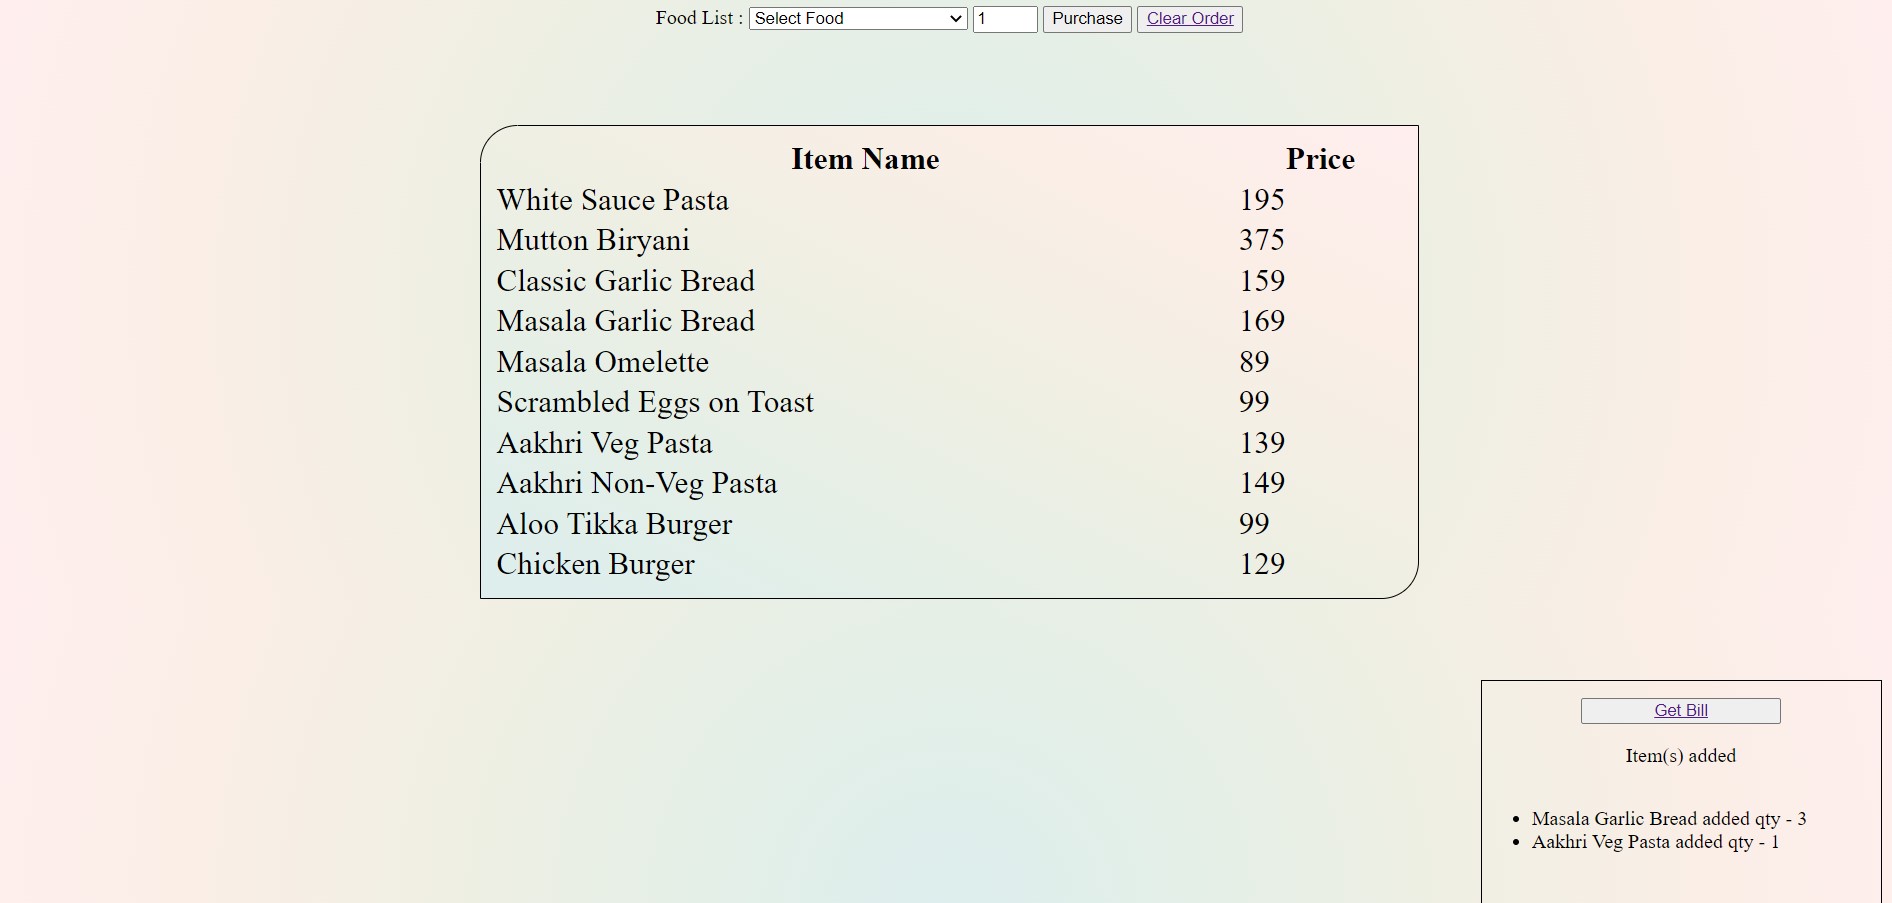 Food List : Select Food 1 Purchase Clear Order
Item Name Price
White Sauce Pasta 195
Mutton Biryani 375
Classic Garlic Bread 159
Masala Garlic Bread 169
Masala Omelette 89
Scrambled Eggs on Toast 99
Aakhri Veg Pasta 139
Aakhri Non-Veg Pasta 149
Aloo Tikka Burger 99
Chicken Burger 129
Get Bill
Item(s) added
• Masala Garlic Bread added qty - 3
• Aakhri Veg Pasta added qty - 1